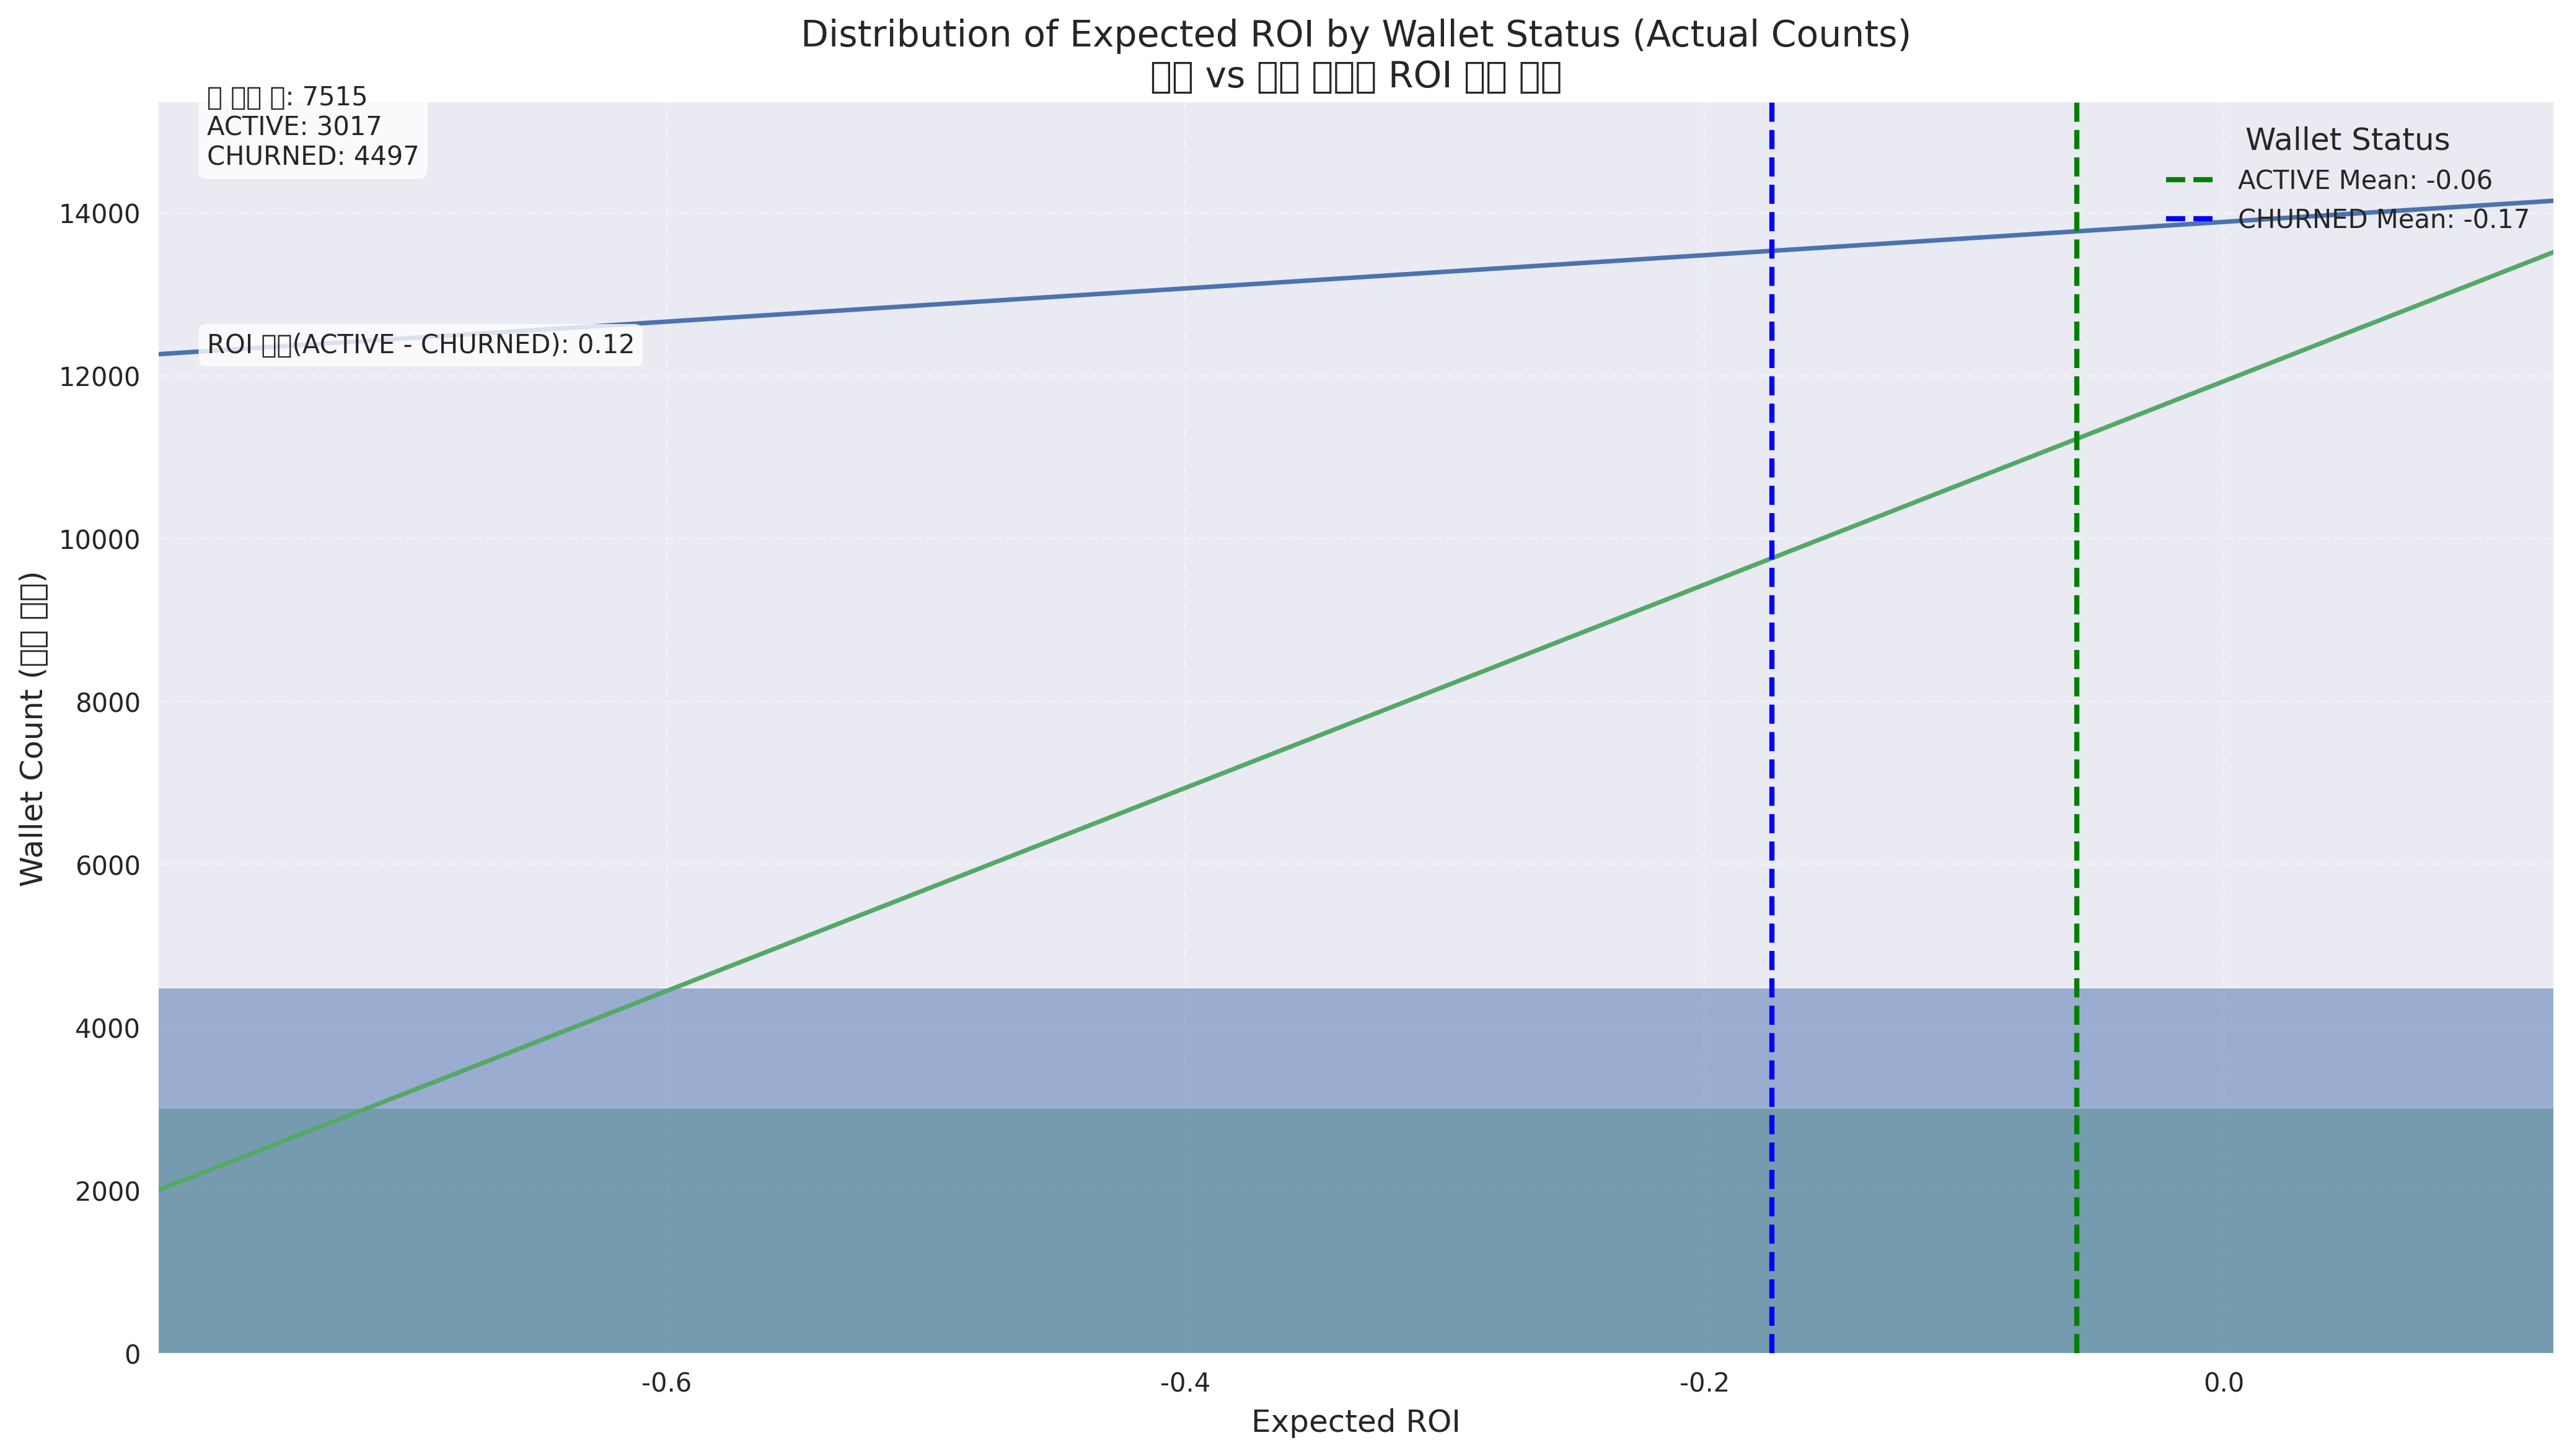 Distribution of Expected ROI by Wallet Status (Actual Counts)
vs ROI
: 7515
ACTIVE: 3017
CHURNED: 4497
Wallet Status
ACTIVE Mean: -0.06
CHURNED Mean: -0.17
ROI (ACTIVE - CHURNED): 0.12
Wallet Count
14000
12000
10000
8000
6000
4000
2000
0
-0.6
-0.4
-0.2
0.0
Expected ROI